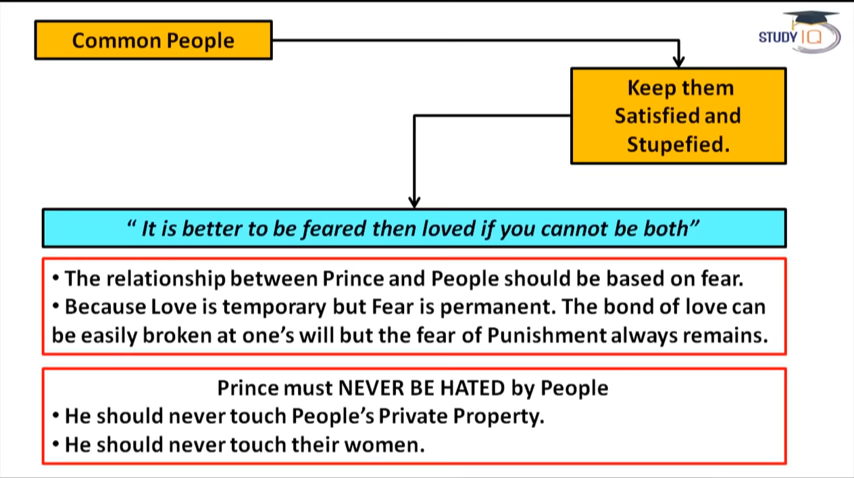 Common People
STUDY IQ
Keep them
Satisfied and
Stupefied.
“ It is better to be feared then loved if you cannot be both”
• The relationship between Prince and People should be based on fear.
• Because Love is temporary but Fear is permanent. The bond of love can
be easily broken at one’s will but the fear of Punishment always remains.
Prince must NEVER BE HATED by People
• He should never touch People’s Private Property.
• He should never touch their women.